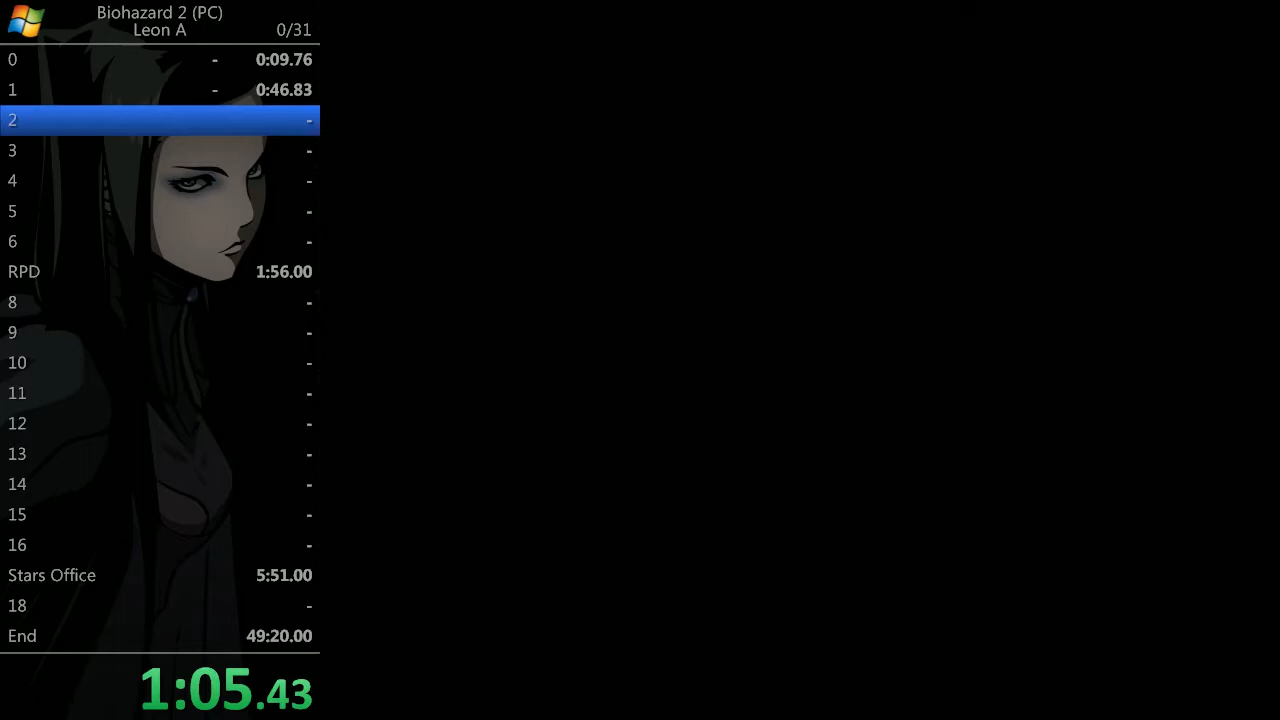 Biohazard 2 (PC)
Leon A 0/31
0 - 0:09.76
1 - 0:46.83
2 -
3 -
4 -
5 -
6 -
RPD 1:56.00
8 -
9 -
10 -
11 -
12 -
13 -
14 -
15 -
16 -
Stars Office 5:51.00
18 -
End 49:20.00
1:05.43